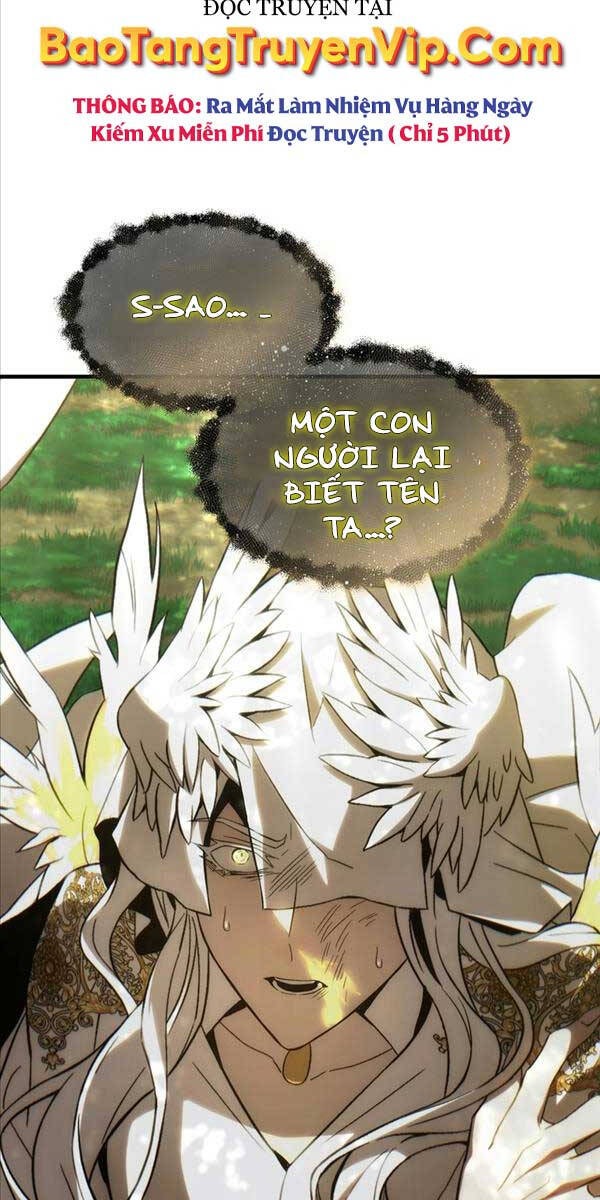 ĐỌC TRUYỆN TẠI
BaoTangTruyenVip.Com
THÔNG BÁO: Ra Mắt Làm Nhiệm Vụ Hàng Ngày
Kiếm Xu Miễn Phí Đọc Truyện ( Chỉ 5 Phút)
S-SAO... _
MỘT CON
NGƯỜI LẠI
BIẾT TÊN
TA...?